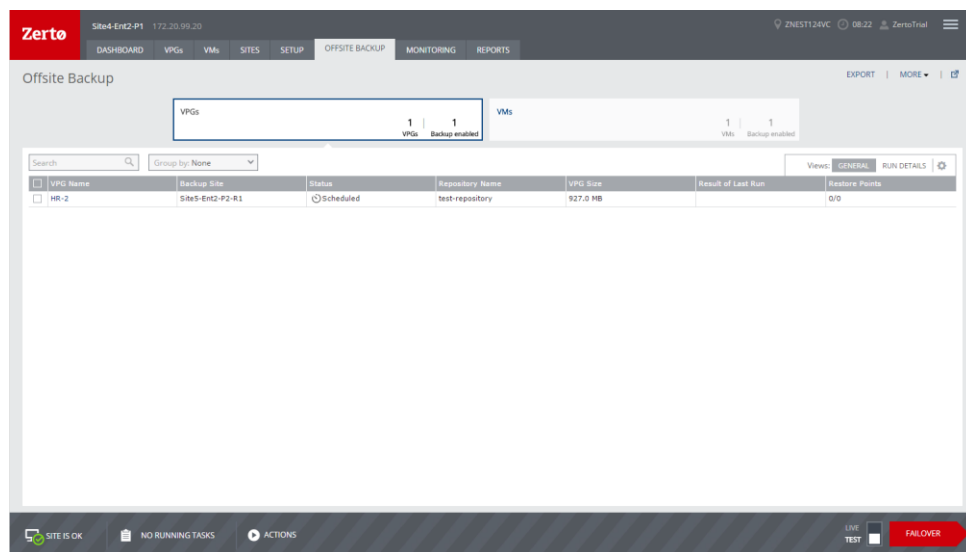 Zertø
Site4-Ent2-P1 172.20.99.20
ZNEST124VC 08:22 ZertoTrial
DASHBOARD VPGs VMs SITES SETUP OFFSITE BACKUP MONITORING REPORTS
Offsite Backup
EXPORT | MORE | 
VPGs
1 | 1
VPGs Backup enabled
VMs
1 | 1
VMs Backup enabled
Search
Group by: None
Views: GENERAL RUN DETAILS
VPG Name Backup Site Status Repository Name VPG Size Result of Last Run Restore Points
HR-2 Site5-Ent2-P2-R1 Scheduled test-repository 927.0 MB 0/0
SITE IS OK NO RUNNING TASKS ACTIONS
LIVE
TEST
FAILOVER